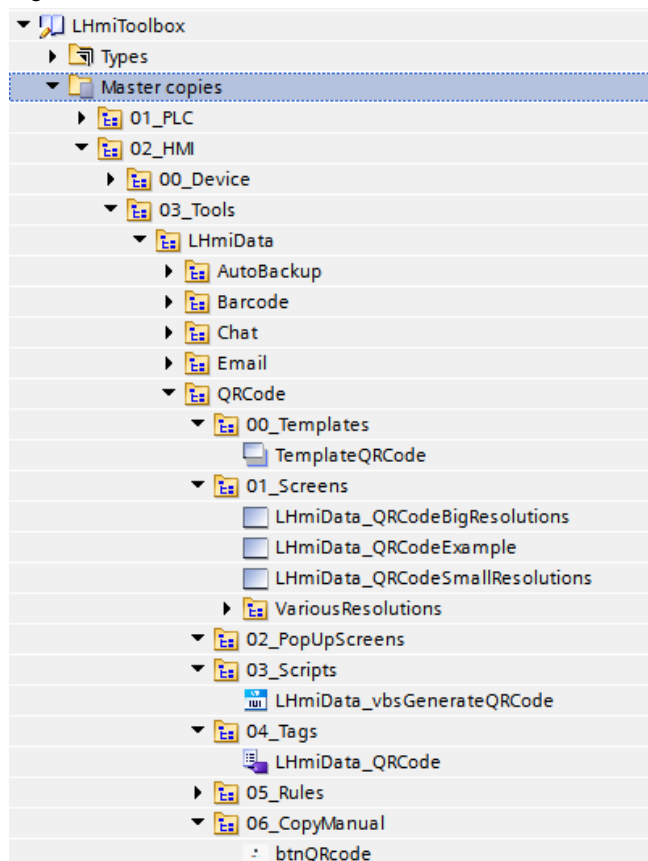 LHmiToolbox
Types
Master copies
01_PLC
02_HMI
00_Device
03_Tools
LHmiData
AutoBackup
Barcode
Chat
Email
QRCode
00_Templates
TemplateQRCode
01_Screens
LHmiData_QRCodeBigResolutions
LHmiData_QRCodeExample
LHmiData_QRCodeSmallResolutions
VariousResolutions
02_PopUpScreens
03_Scripts
LHmiData_vbsGenerateQRCode
04_Tags
LHmiData_QRCode
05_Rules
06_CopyManual
btnQRcode